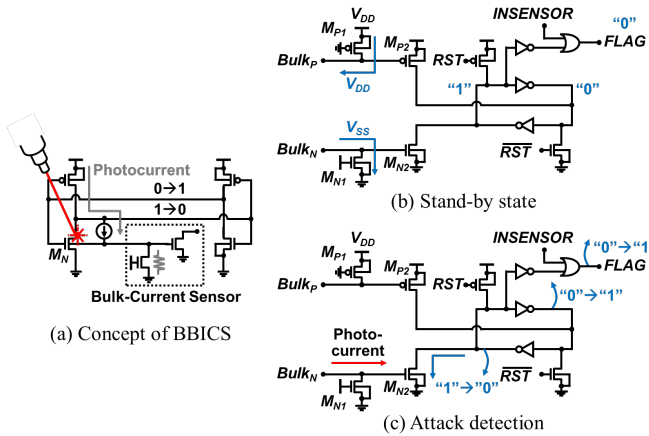 V_DD
M_P1
M_P2
Bulk_P
V_DD
RST
INSENSOR
"0"
FLAG
"1"
"0"
V_SS
Bulk_N
M_N1
M_N2
RST
(b) Stand-by state
Photocurrent
0→1
1→0
M_N
Bulk-Current Sensor
(a) Concept of BBICS
V_DD
M_P1
M_P2
Bulk_P
RST
INSENSOR
"0"→"1
FLAG
"0"→"1"
Photo-
current
Bulk_N
M_N1
M_N2
"1"→"0"
RST
(c) Attack detection